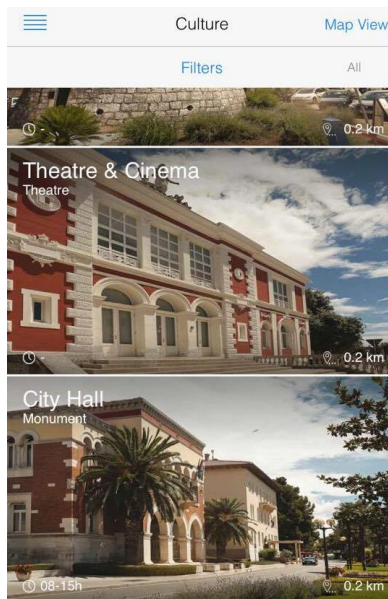 Culture
Map View
Filters
All
-
0.2 km
Theatre & Cinema
Theatre
-
0.2 km
City Hall
Monument
08-15h
0.2 km